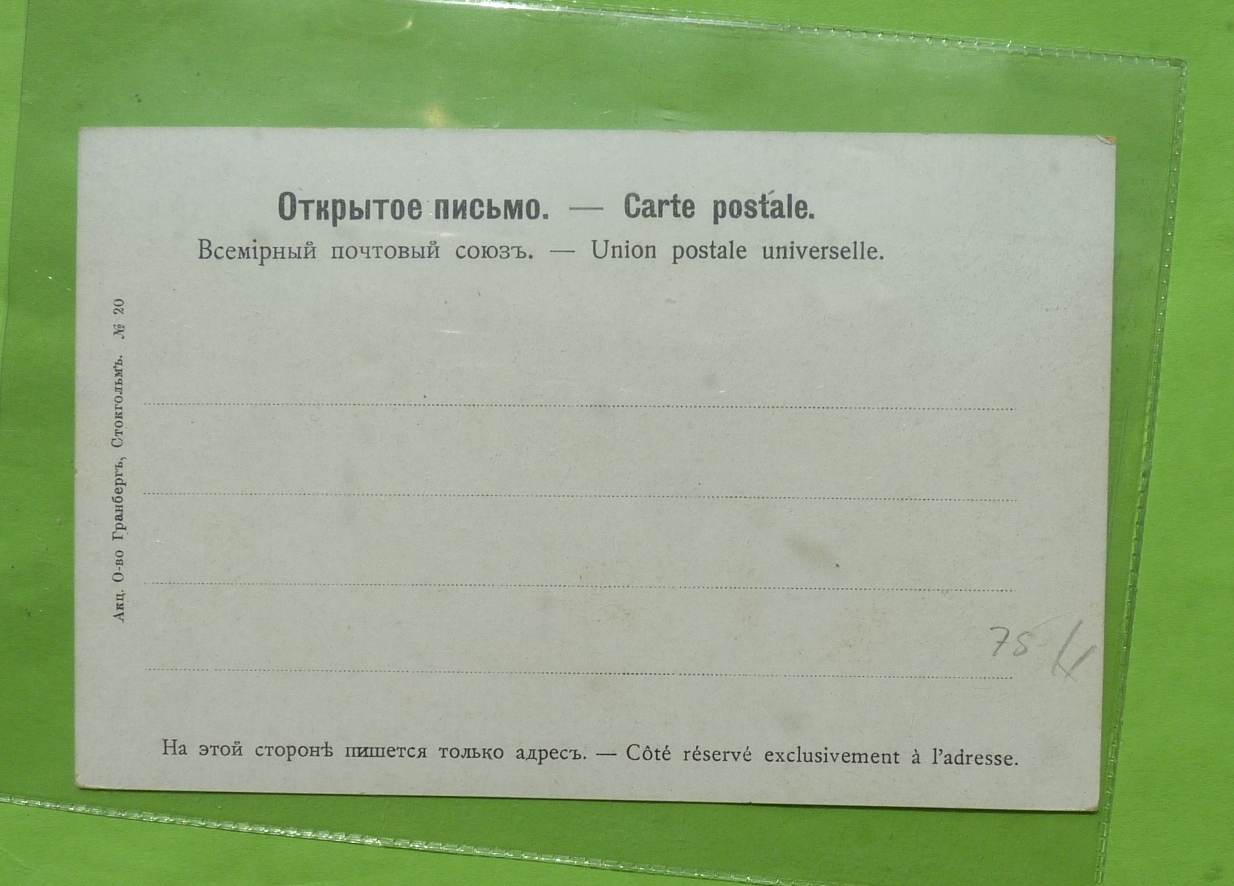 Открытое письмо. — Carte postale.
Всемірный почтовый союзъ. — Union postale universelle.
Акц. О-во Гранбергъ, Стокгольмъ. № 20
75
На этой сторонѣ пишется только адресъ. — Côté réservé exclusivement à l'adresse.